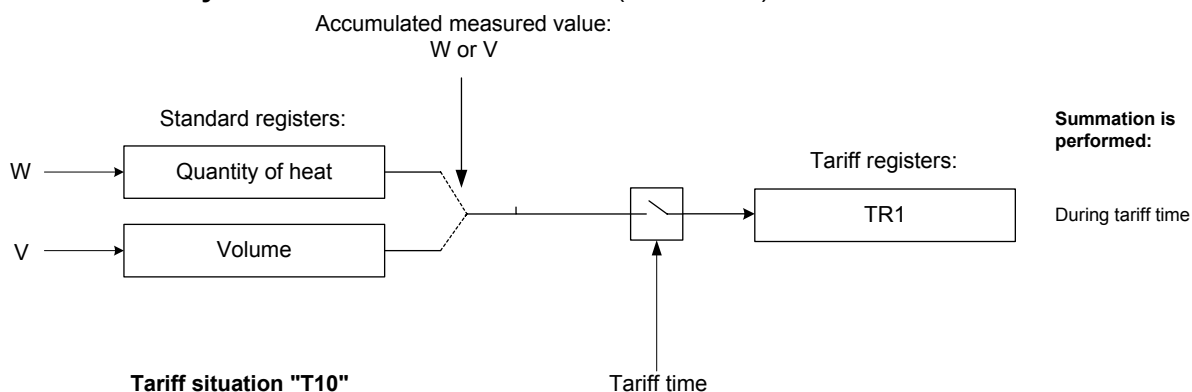 Accumulated measured value:
W or V
Standard registers:
Summation is
performed:
Tariff registers:
W
Quantity of heat
TR1
During tariff time
V
Volume
Tariff situation "T10"
Tariff time